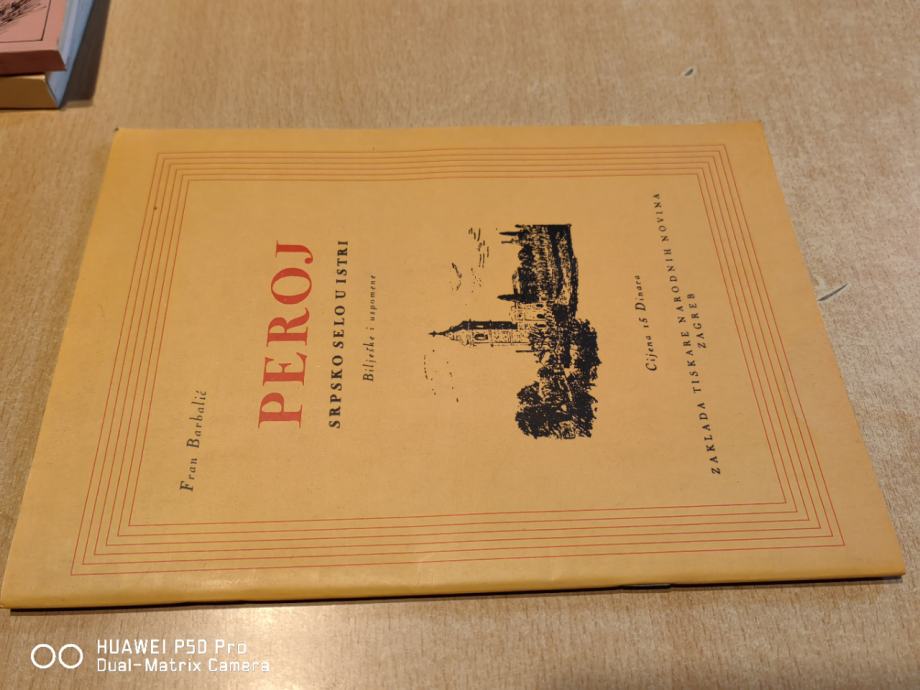 Fran Barbalić
PEROJ
SRPSKO SELO U ISTRI
Bilješke i uspomene
Cijena 15 Dinara
ZAKLADA TISKARE NARODNIH NOVINA
ZAGREB
HUAWEI P50 Pro
Dual-Matrix Camera